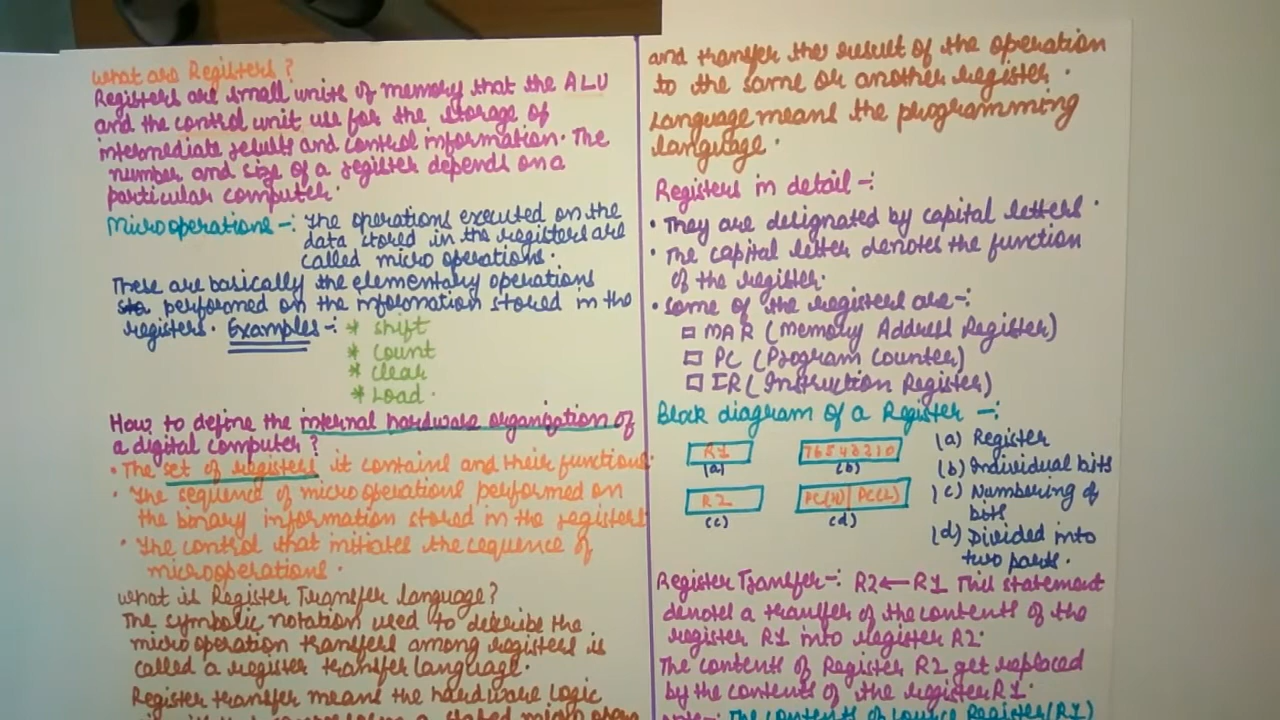 What are Registers?
Registers are small units of memory that the ALU
and the control unit use for the storage of
intermediate results and control information. The
number and size of a register depends on a
particular computer.
Microoperations -: The operations executed on the
data stored in the registers are
called micro operations.
These are basically the elementary operations
performed on the information stored in the
registers. Examples -:
* Shift
* Count
* Clear
* Load.
How to define the internal hardware organization of
a digital computer?
• The set of registers it contains and their functions.
• The sequence of microoperations performed on
the binary information stored in the registers
• The control that initiates the sequence of
microoperations.
What is Register Transfer language?
The symbolic notation used to describe the
micro operation transfers among registers is
called a register transfer language.
Register transfer means the hardware logic
and transfer the result of the operation
to the same or another register.
Language means the programming
language.
Registers in detail -:
• They are designated by capital letters.
• The capital letter denotes the function
of the register.
• Some of the registers are -:
MAR (Memory Address Register)
PC (Program Counter)
IR (Instruction Register)
Block diagram of a Register -:
R1
(a)
(b)
R2
(c)
PC(H) PC(L)
(d)
(a) Register
(b) Individual bits
(c) Numbering of
bits
(d) Divided into
two parts.
Register Transfer -: R2 ← R1 This statement
denotes a transfer of the contents of the
register R1 into register R2.
The contents of Register R2 get replaced
by the contents of the register R1.
The contents of source Register (R1)